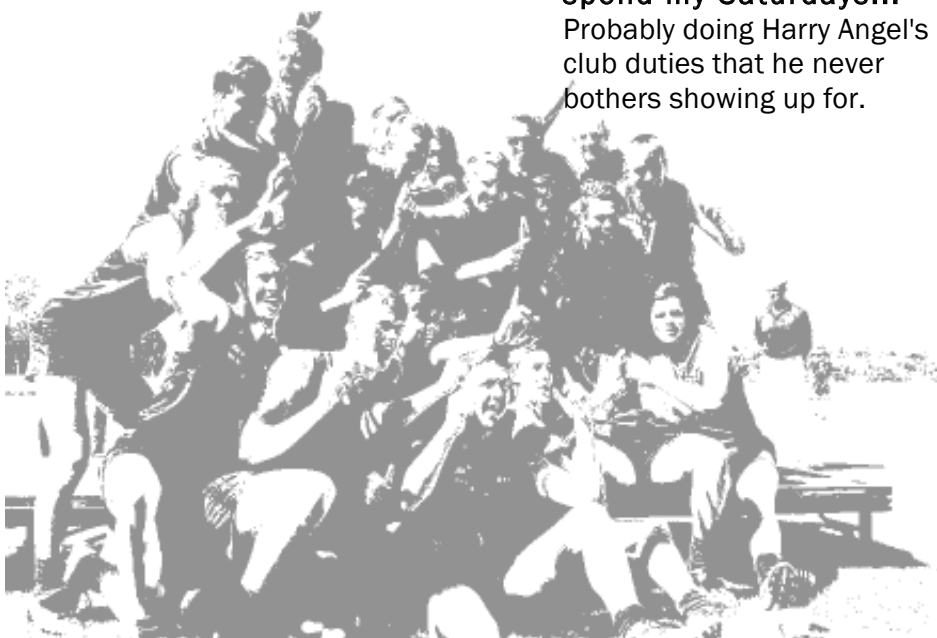 spend my Saturdays...
Probably doing Harry Angel's
club duties that he never
bothers showing up for.